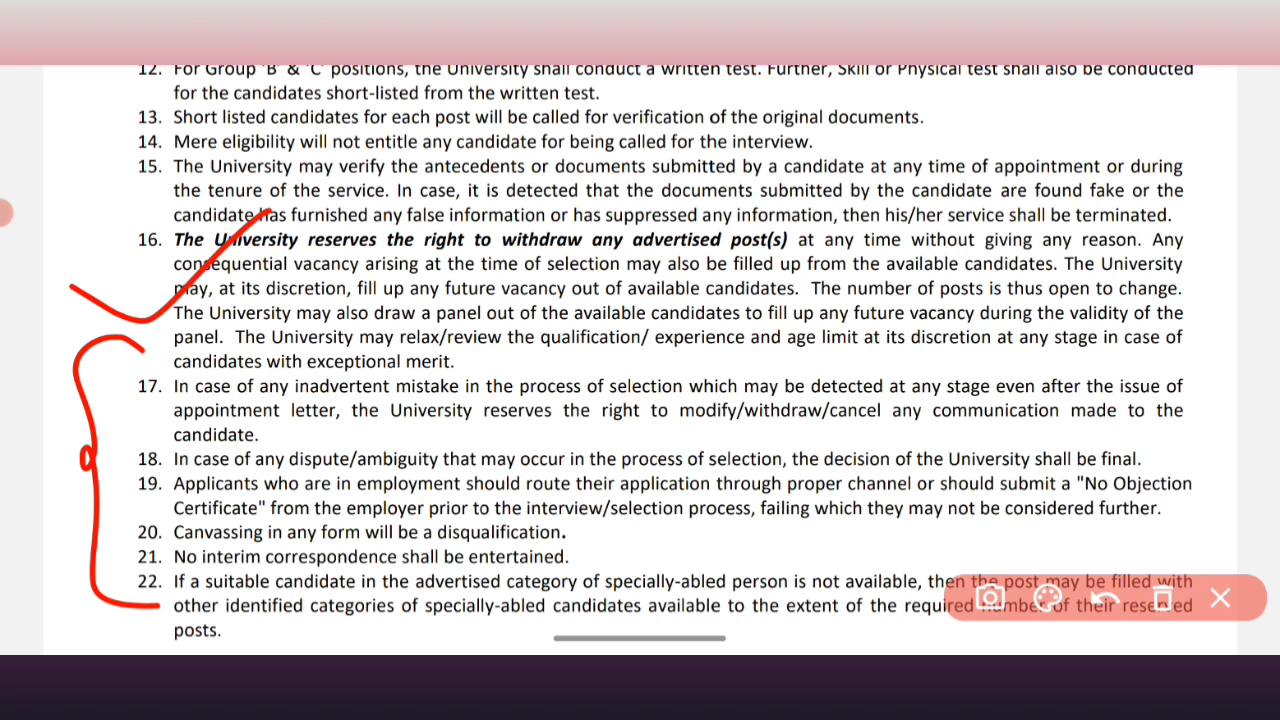 12. For Group 'B' & 'C' positions, the University shall conduct a written test. Further, Skill or Physical test shall also be conducted
for the candidates short-listed from the written test.
13. Short listed candidates for each post will be called for verification of the original documents.
14. Mere eligibility will not entitle any candidate for being called for the interview.
15. The University may verify the antecedents or documents submitted by a candidate at any time of appointment or during
the tenure of the service. In case, it is detected that the documents submitted by the candidate are found fake or the
candidate has furnished any false information or has suppressed any information, then his/her service shall be terminated.
16. The University reserves the right to withdraw any advertised post(s) at any time without giving any reason. Any
consequential vacancy arising at the time of selection may also be filled up from the available candidates. The University
may, at its discretion, fill up any future vacancy out of available candidates. The number of posts is thus open to change.
The University may also draw a panel out of the available candidates to fill up any future vacancy during the validity of the
panel. The University may relax/review the qualification/ experience and age limit at its discretion at any stage in case of
candidates with exceptional merit.
17. In case of any inadvertent mistake in the process of selection which may be detected at any stage even after the issue of
appointment letter, the University reserves the right to modify/withdraw/cancel any communication made to the
candidate.
18. In case of any dispute/ambiguity that may occur in the process of selection, the decision of the University shall be final.
19. Applicants who are in employment should route their application through proper channel or should submit a "No Objection
Certificate" from the employer prior to the interview/selection process, failing which they may not be considered further.
20. Canvassing in any form will be a disqualification.
21. No interim correspondence shall be entertained.
22. If a suitable candidate in the advertised category of specially-abled person is not available, then the post may be filled with
other identified categories of specially-abled candidates available to the extent of the required number of their reserved
posts.